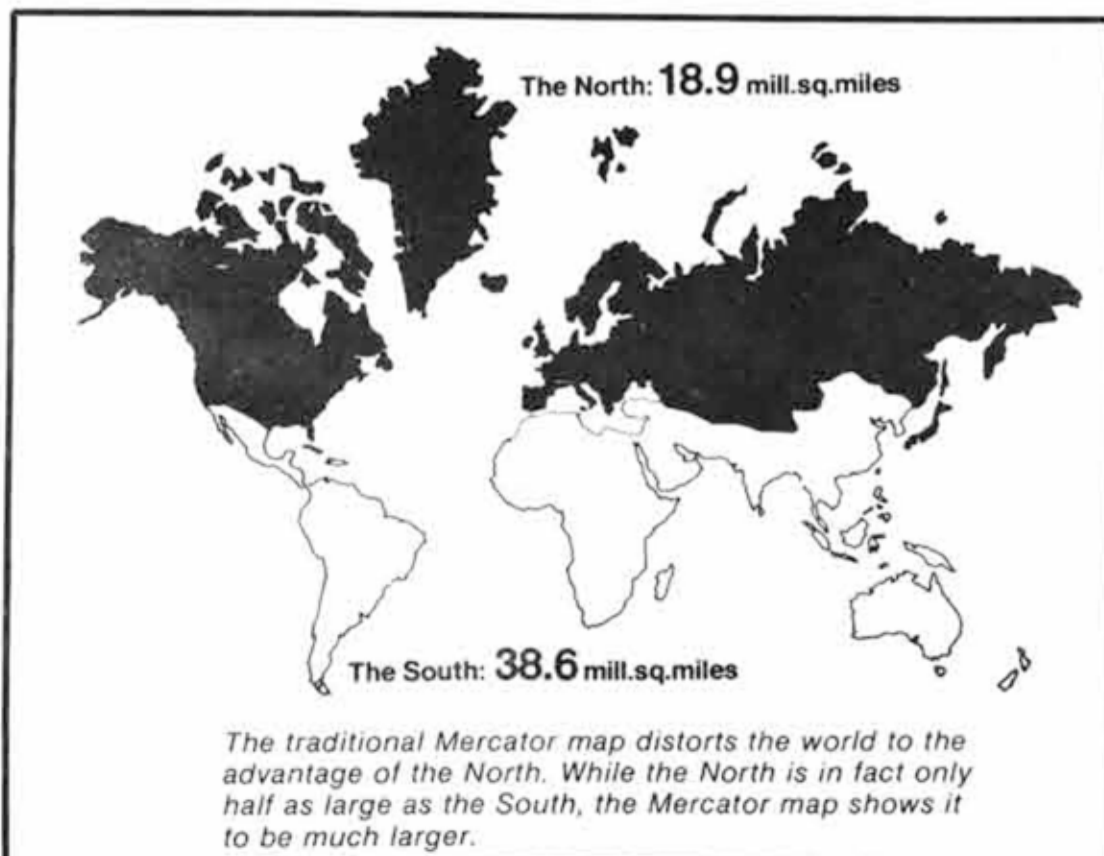 The North: 18.9 mill.sq.miles
The South: 38.6 mill.sq.miles
The traditional Mercator map distorts the world to the
advantage of the North. While the North is in fact only
half as large as the South, the Mercator map shows it
to be much larger.